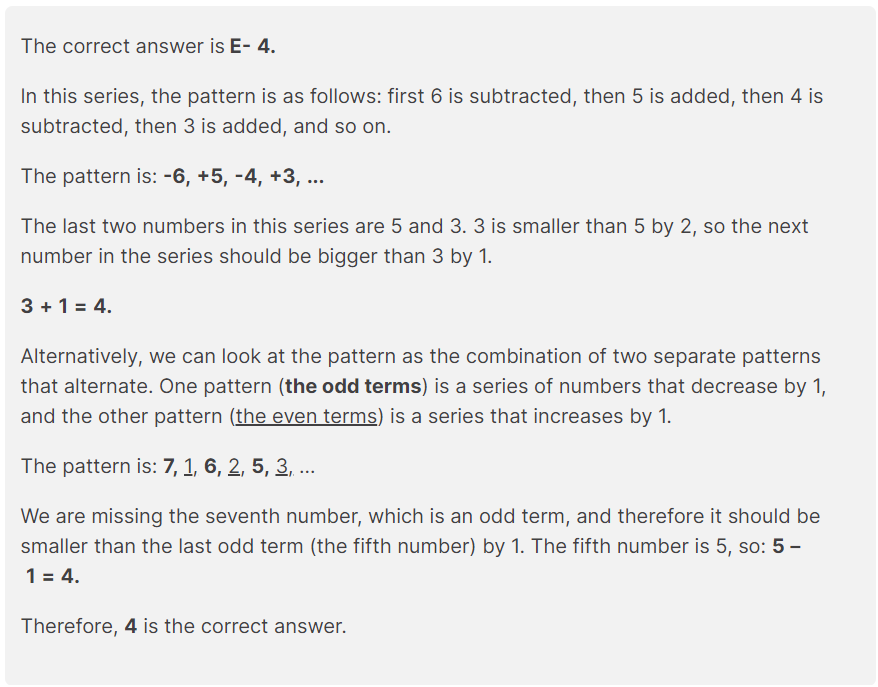 The correct answer is E- 4.
In this series, the pattern is as follows: first 6 is subtracted, then 5 is added, then 4 is
subtracted, then 3 is added, and so on.
The pattern is: -6, +5, -4, +3, ...
The last two numbers in this series are 5 and 3. 3 is smaller than 5 by 2, so the next
number in the series should be bigger than 3 by 1.
3 + 1 = 4.
Alternatively, we can look at the pattern as the combination of two separate patterns
that alternate. One pattern (the odd terms) is a series of numbers that decrease by 1,
and the other pattern (the even terms) is a series that increases by 1.
The pattern is: 7, 1, 6, 2, 5, 3, ...
We are missing the seventh number, which is an odd term, and therefore it should be
smaller than the last odd term (the fifth number) by 1. The fifth number is 5, so: 5 –
1 = 4.
Therefore, 4 is the correct answer.